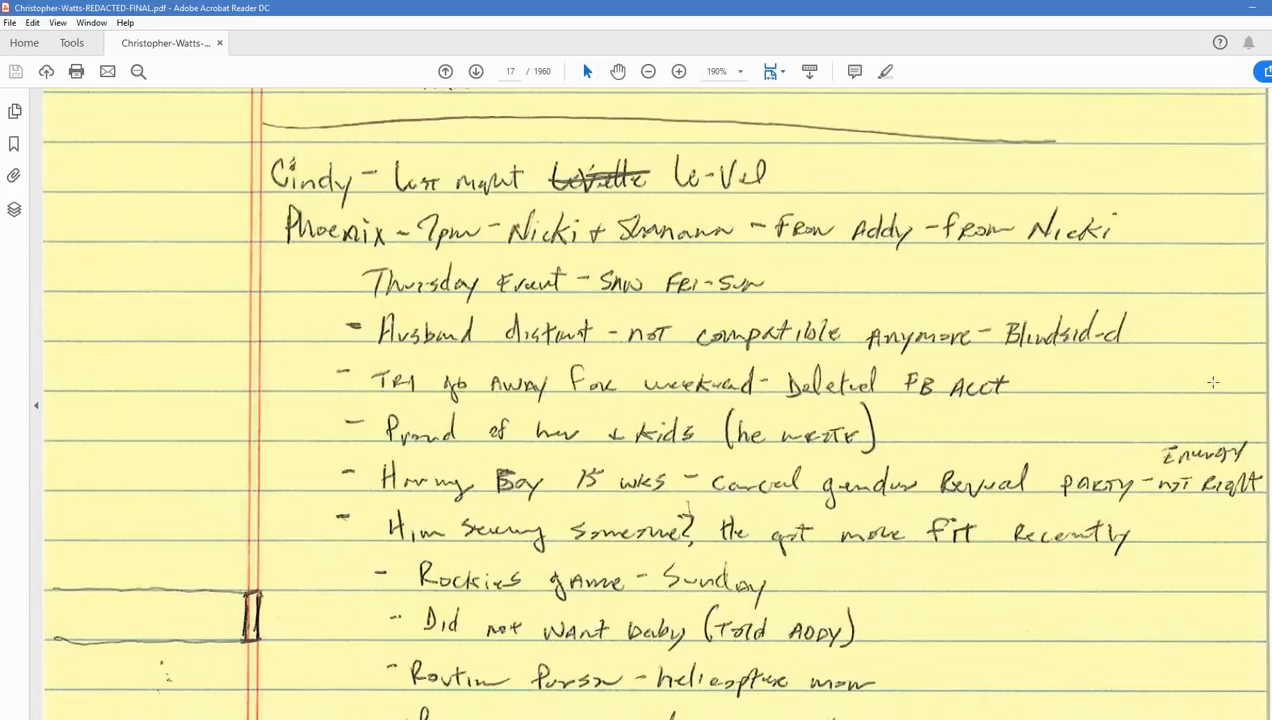 Christopher-Watts-REDACTED-FINAL.pdf - Adobe Acrobat Reader DC
File Edit View Window Help
Home Tools Christopher-Watts-... ×
17 / 1960 190%
Cindy - last night Le-Vel
Phoenix - 7pm - Nicki + Shanann - From Addy - from Nicki
Thursday Event - SAW FRI-SUN
- Husband distant - not compatible Anymore - Blindsid-d
- TRY go AWAY for weekend - Deleted FB Acct
- Proud of her + kids (he WROTE)
Energy
- Having Boy 15 wks - cancel gender Reveal PARTY - not Right
- Him seeing someone? He got more FIT Recently
- Rockies game - Sunday
- Did not WANT baby (Told ADDY)
- Routine Person - helicopter mom